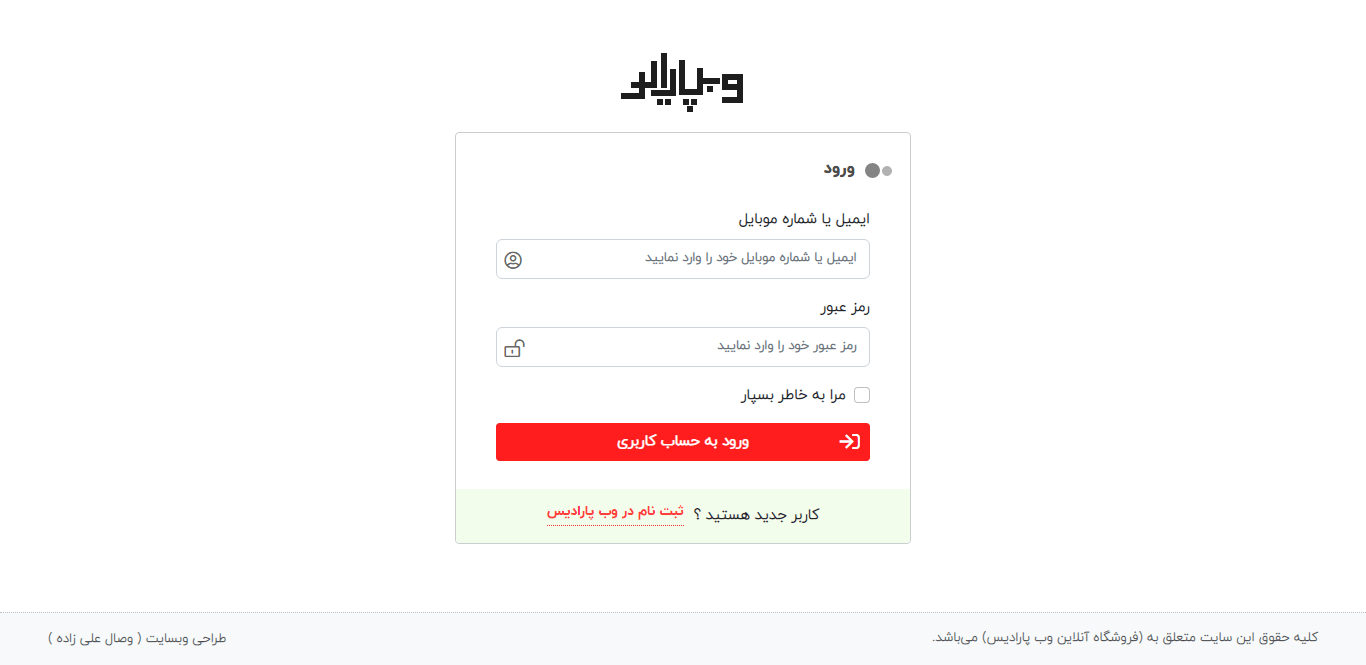 وب پارادیس
ورود
ایمیل یا شماره موبایل
ایمیل یا شماره موبایل خود را وارد نمایید
رمز عبور
رمز عبور خود را وارد نمایید
مرا به خاطر بسپار
ورود به حساب کاربری
کاربر جدید هستید ؟ ثبت نام در وب پارادیس
کلیه حقوق این سایت متعلق به (فروشگاه آنلاین وب پارادیس) می‌باشد.
طراحی وبسایت ( وصال علی زاده )